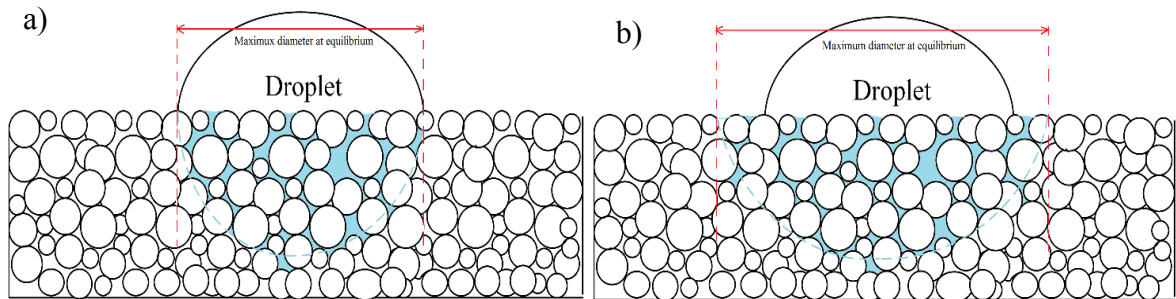 a)
Maximux diameter at equilibrium
Droplet
b)
Maximum diameter at equilibrium
Droplet